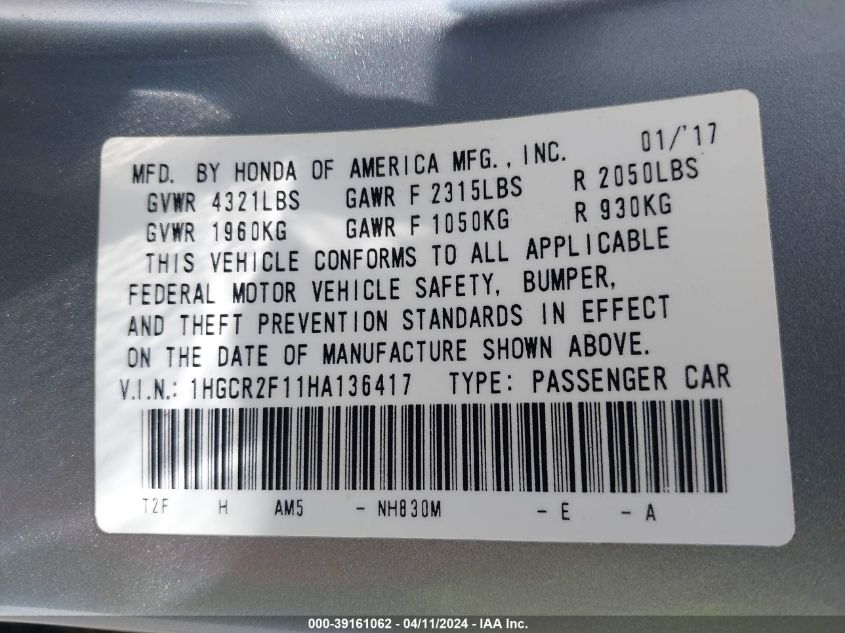 01/'17
MFD. BY HONDA OF AMERICA MFG., INC.
GVWR 4321LBS GAWR F 2315LBS R 2050LBS
GVWR 1960KG GAWR F 1050KG R 930KG
THIS VEHICLE CONFORMS TO ALL APPLICABLE
FEDERAL MOTOR VEHICLE SAFETY, BUMPER,
AND THEFT PREVENTION STANDARDS IN EFFECT
ON THE DATE OF MANUFACTURE SHOWN ABOVE.
V.I.N.: 1HGCR2F11HA136417 TYPE: PASSENGER CAR
T2F H AM5 - NH830M - E - A
000-39161062 / 04/11/2024 - IAA Inc.